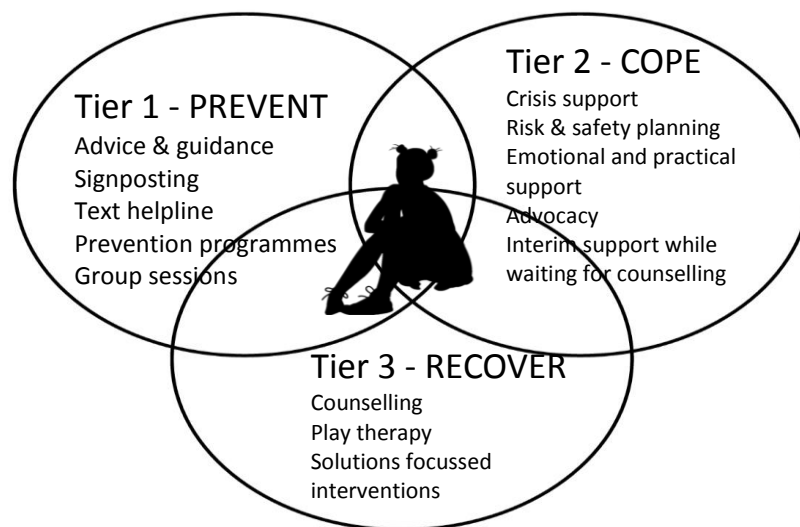 Tier 1 - PREVENT
Advice & guidance
Signposting
Text helpline
Prevention programmes
Group sessions
Tier 2 - COPE
Crisis support
Risk & safety planning
Emotional and practical
support
Advocacy
Interim support while
waiting for counselling
Tier 3 - RECOVER
Counselling
Play therapy
Solutions focussed
interventions